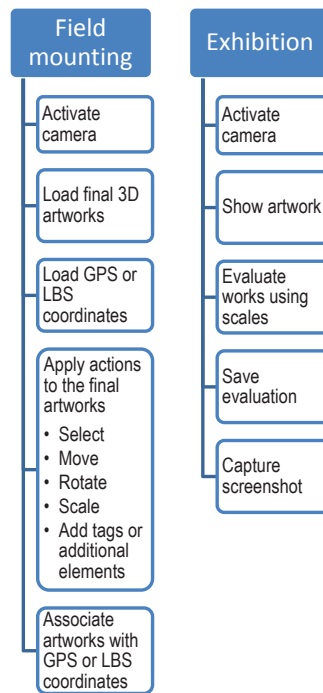 Field
mounting
Activate
camera
Load final 3D
artworks
Load GPS or
LBS
coordinates
Apply actions
to the final
artworks
• Select
• Move
• Rotate
• Scale
• Add tags or
additional
elements
Associate
artworks with
GPS or LBS
coordinates
Exhibition
Activate
camera
Show artwork
Evaluate
works using
scales
Save
evaluation
Capture
screenshot